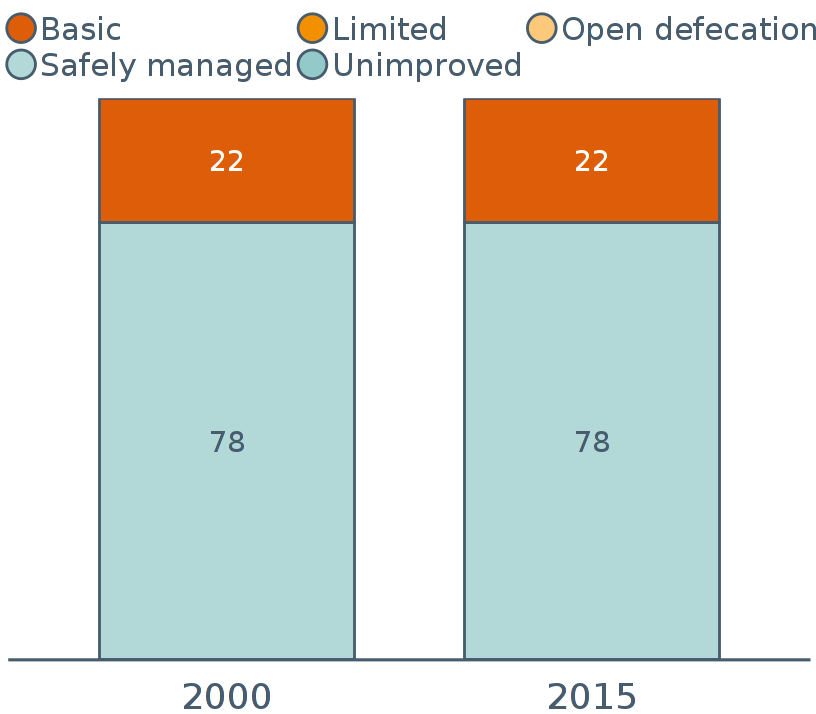 Basic Limited Open defecation
Safely managed Unimproved
22 22
78 78
2000 2015